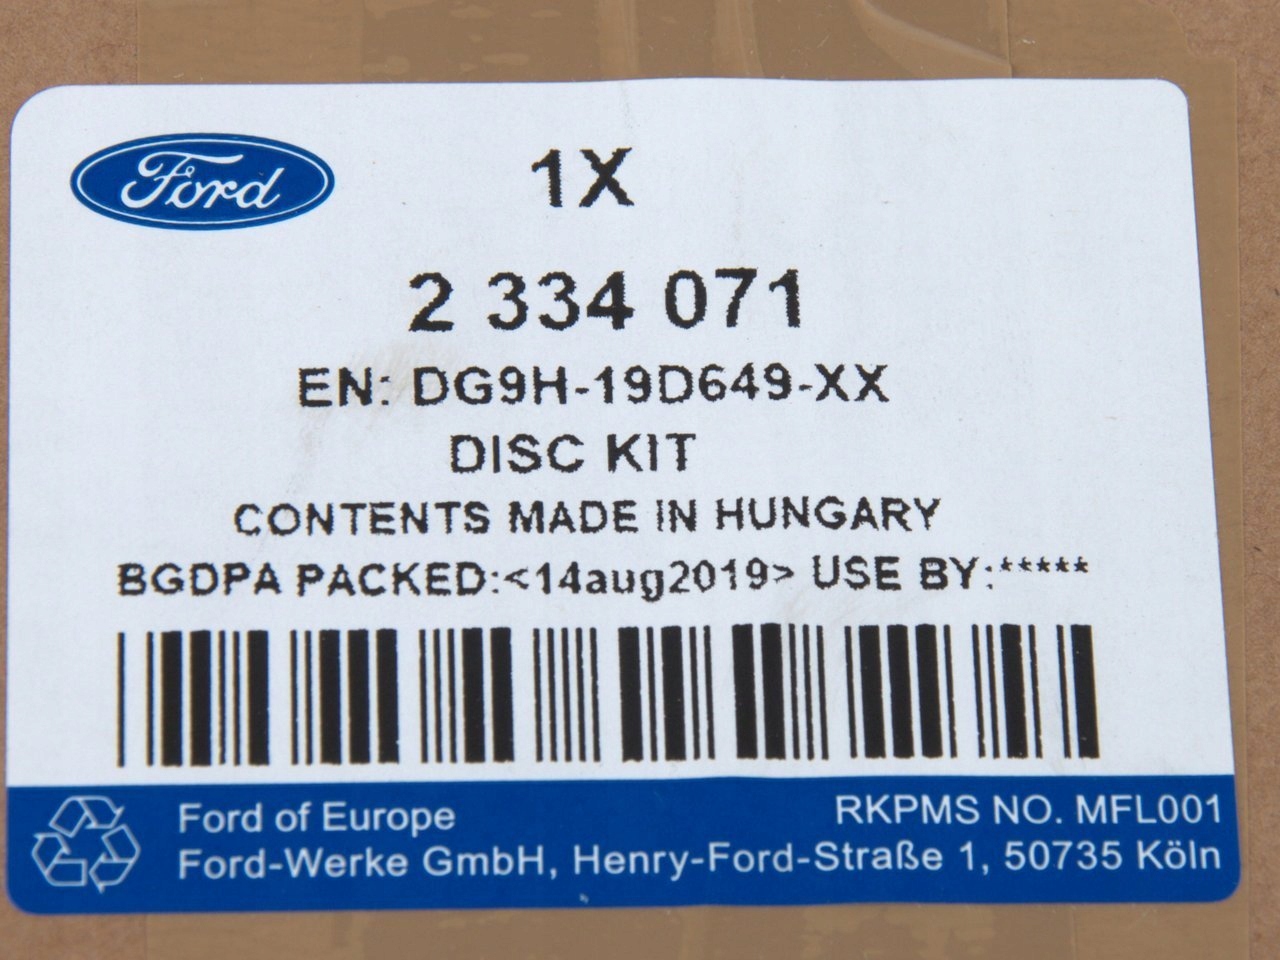 Ford
1X
2 334 071
EN: DG9H-19D649-XX
DISC KIT
CONTENTS MADE IN HUNGARY
BGDPA PACKED:<14aug2019> USE BY:*****
Ford of Europe
RKPMS NO. MFL001
Ford-Werke GmbH, Henry-Ford-Straße 1, 50735 Köln